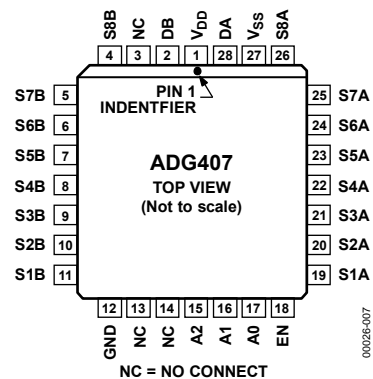 S8B NC DB VDD DA VSS S8A
4 3 2 1 28 27 26
PIN 1
INDENTFIER
S7B 5
S6B 6
S5B 7
S4B 8
S3B 9
S2B 10
S1B 11
ADG407
TOP VIEW
(Not to scale)
25 S7A
24 S6A
23 S5A
22 S4A
21 S3A
20 S2A
19 S1A
12 13 14 15 16 17 18
GND NC NC A2 A1 A0 EN
NC = NO CONNECT
00026-007